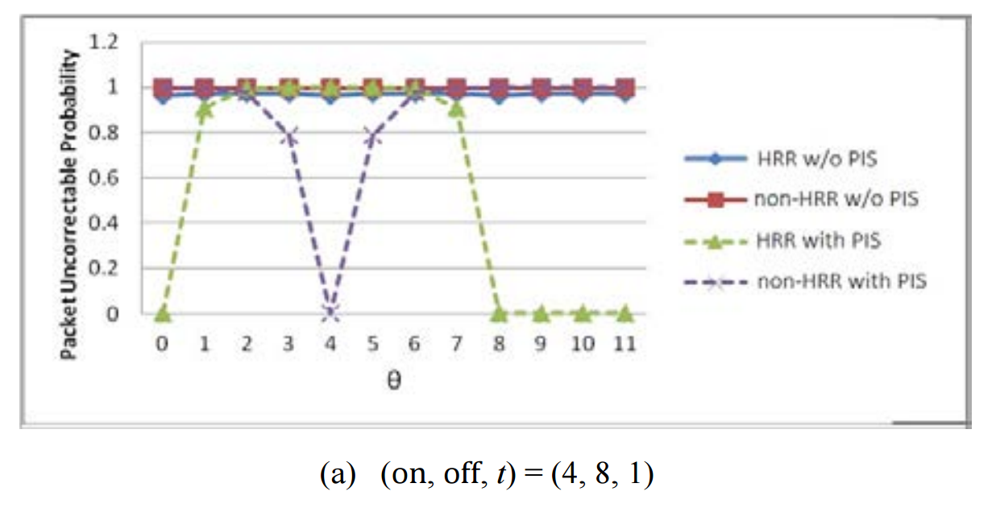 Packet Uncorrectable Probability
1.2
1
0.8
0.6
0.4
0.2
0
0 1 2 3 4 5 6 7 8 9 10 11
θ
HRR w/o PIS
non-HRR w/o PIS
HRR with PIS
non-HRR with PIS
(a) (on, off, t) = (4, 8, 1)